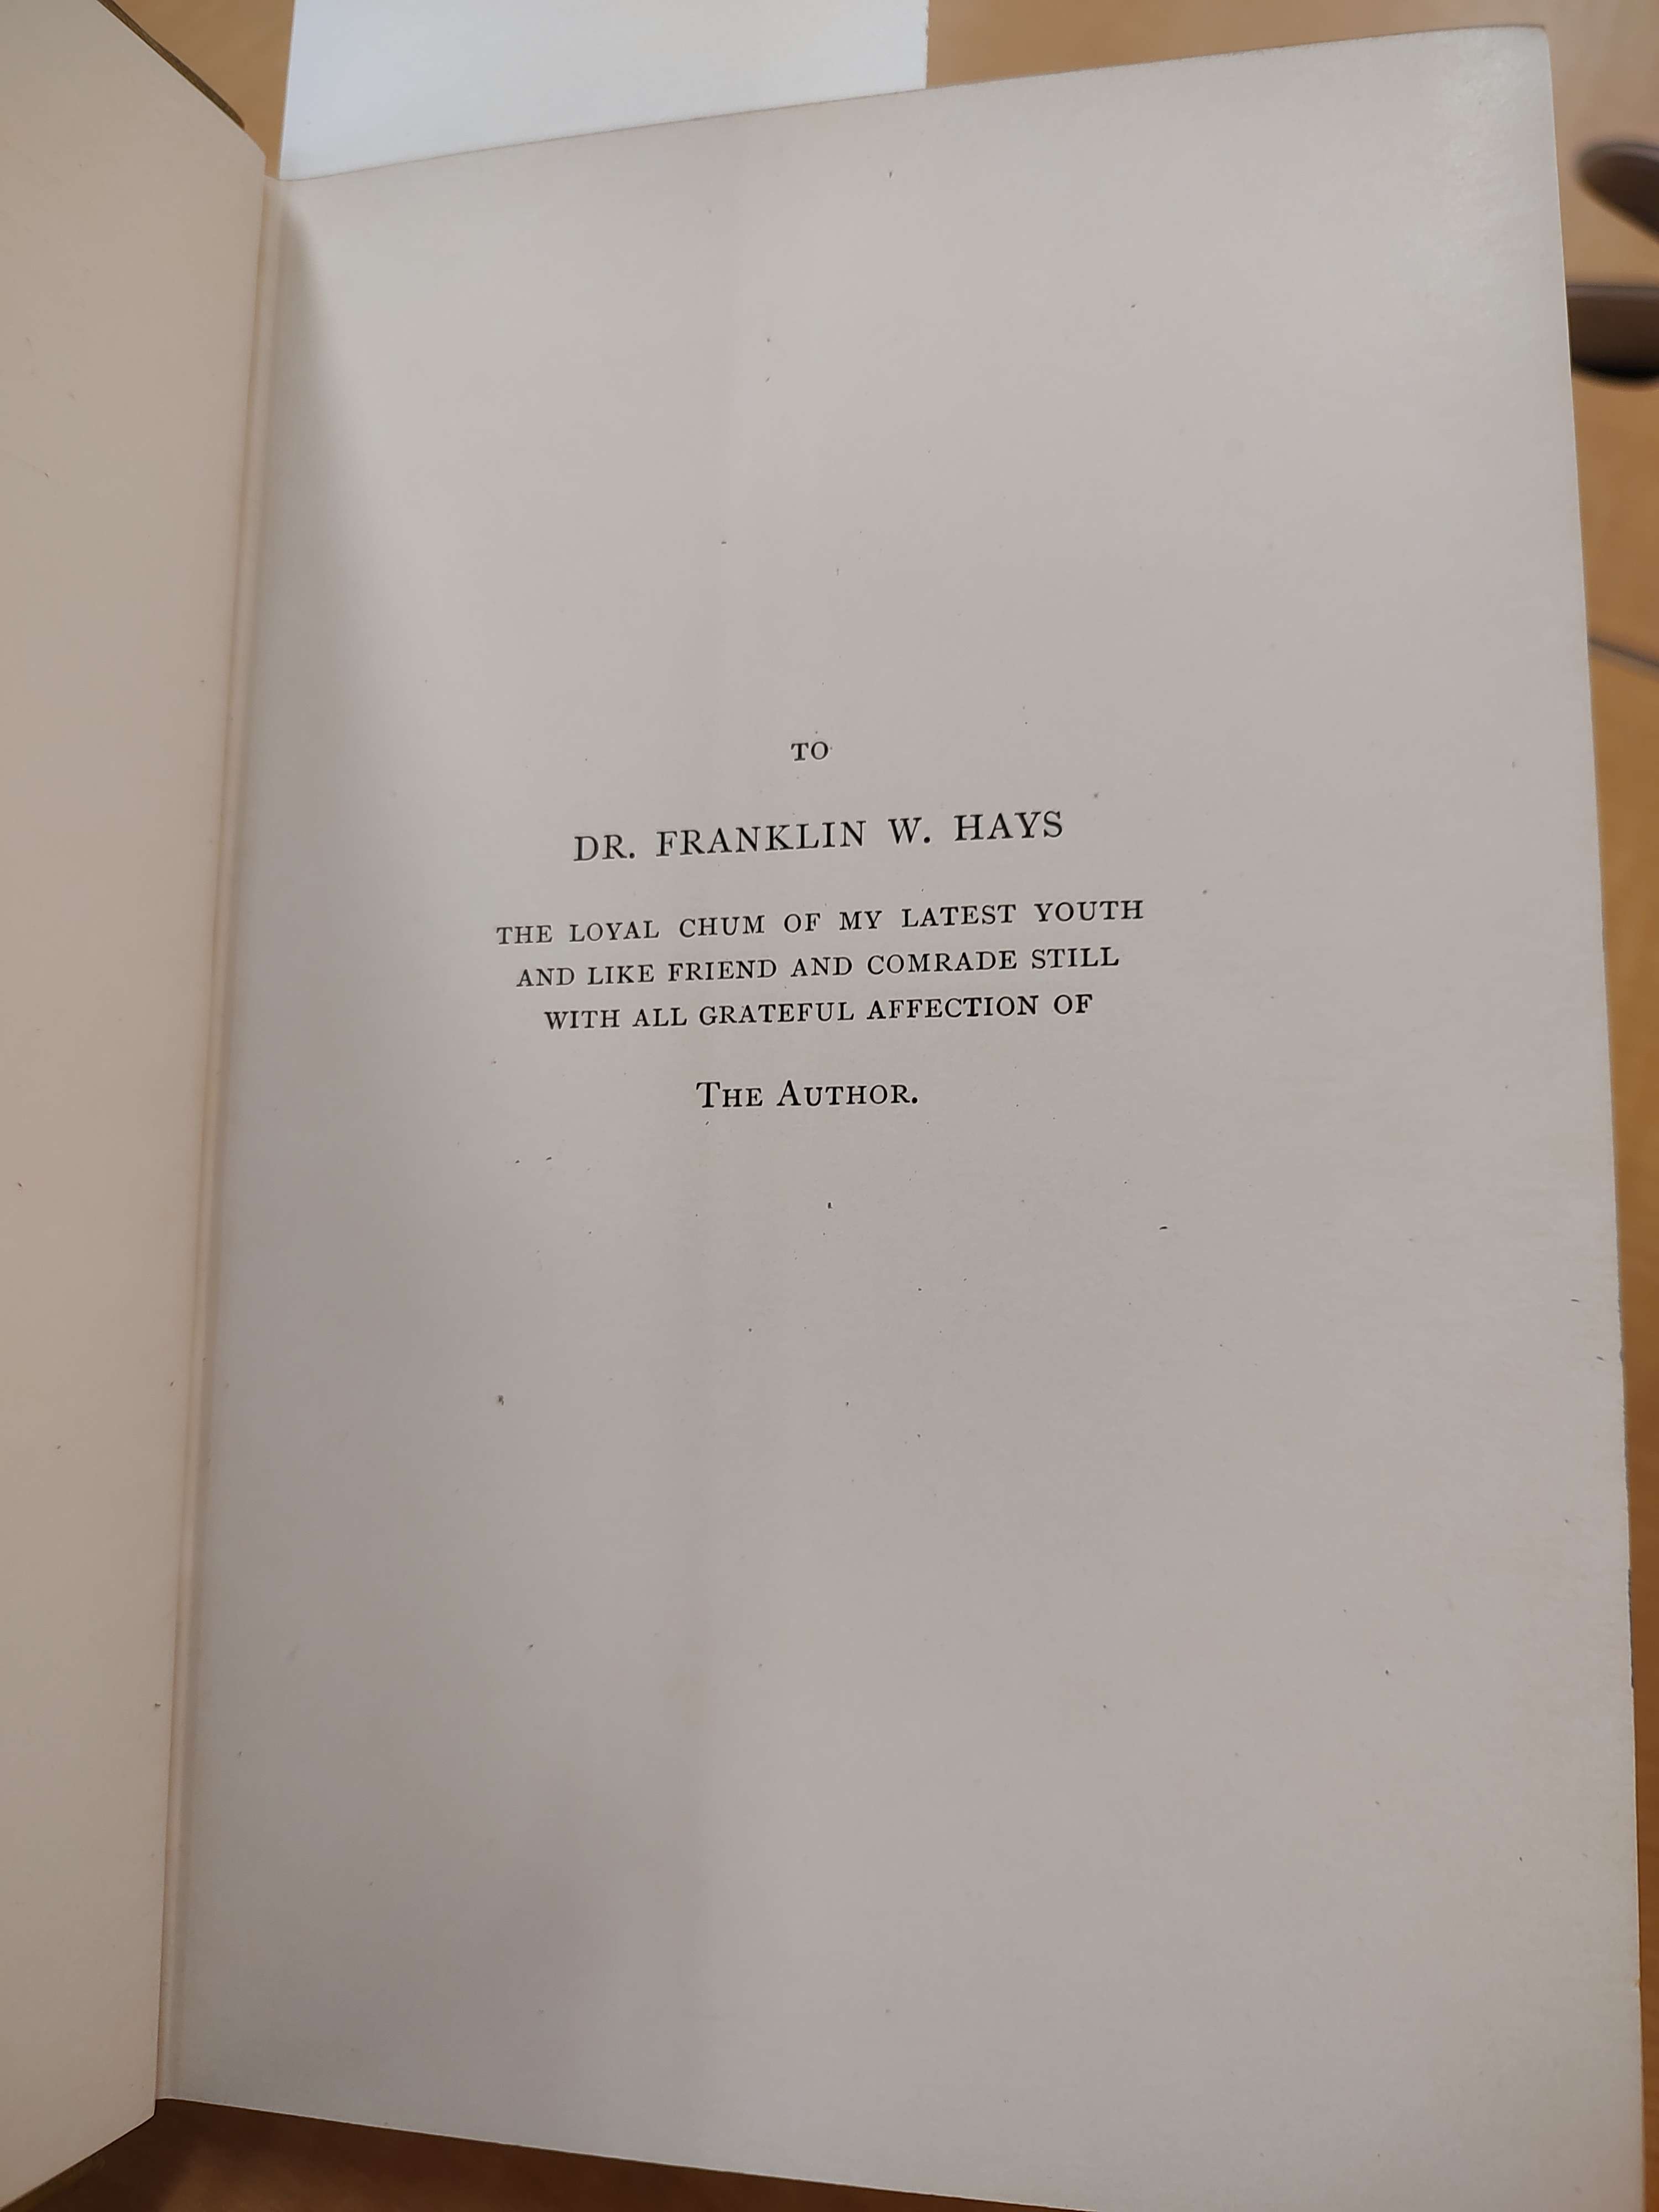 TO
DR. FRANKLIN W. HAYS
THE LOYAL CHUM OF MY LATEST YOUTH
AND LIKE FRIEND AND COMRADE STILL
WITH ALL GRATEFUL AFFECTION OF
THE AUTHOR.